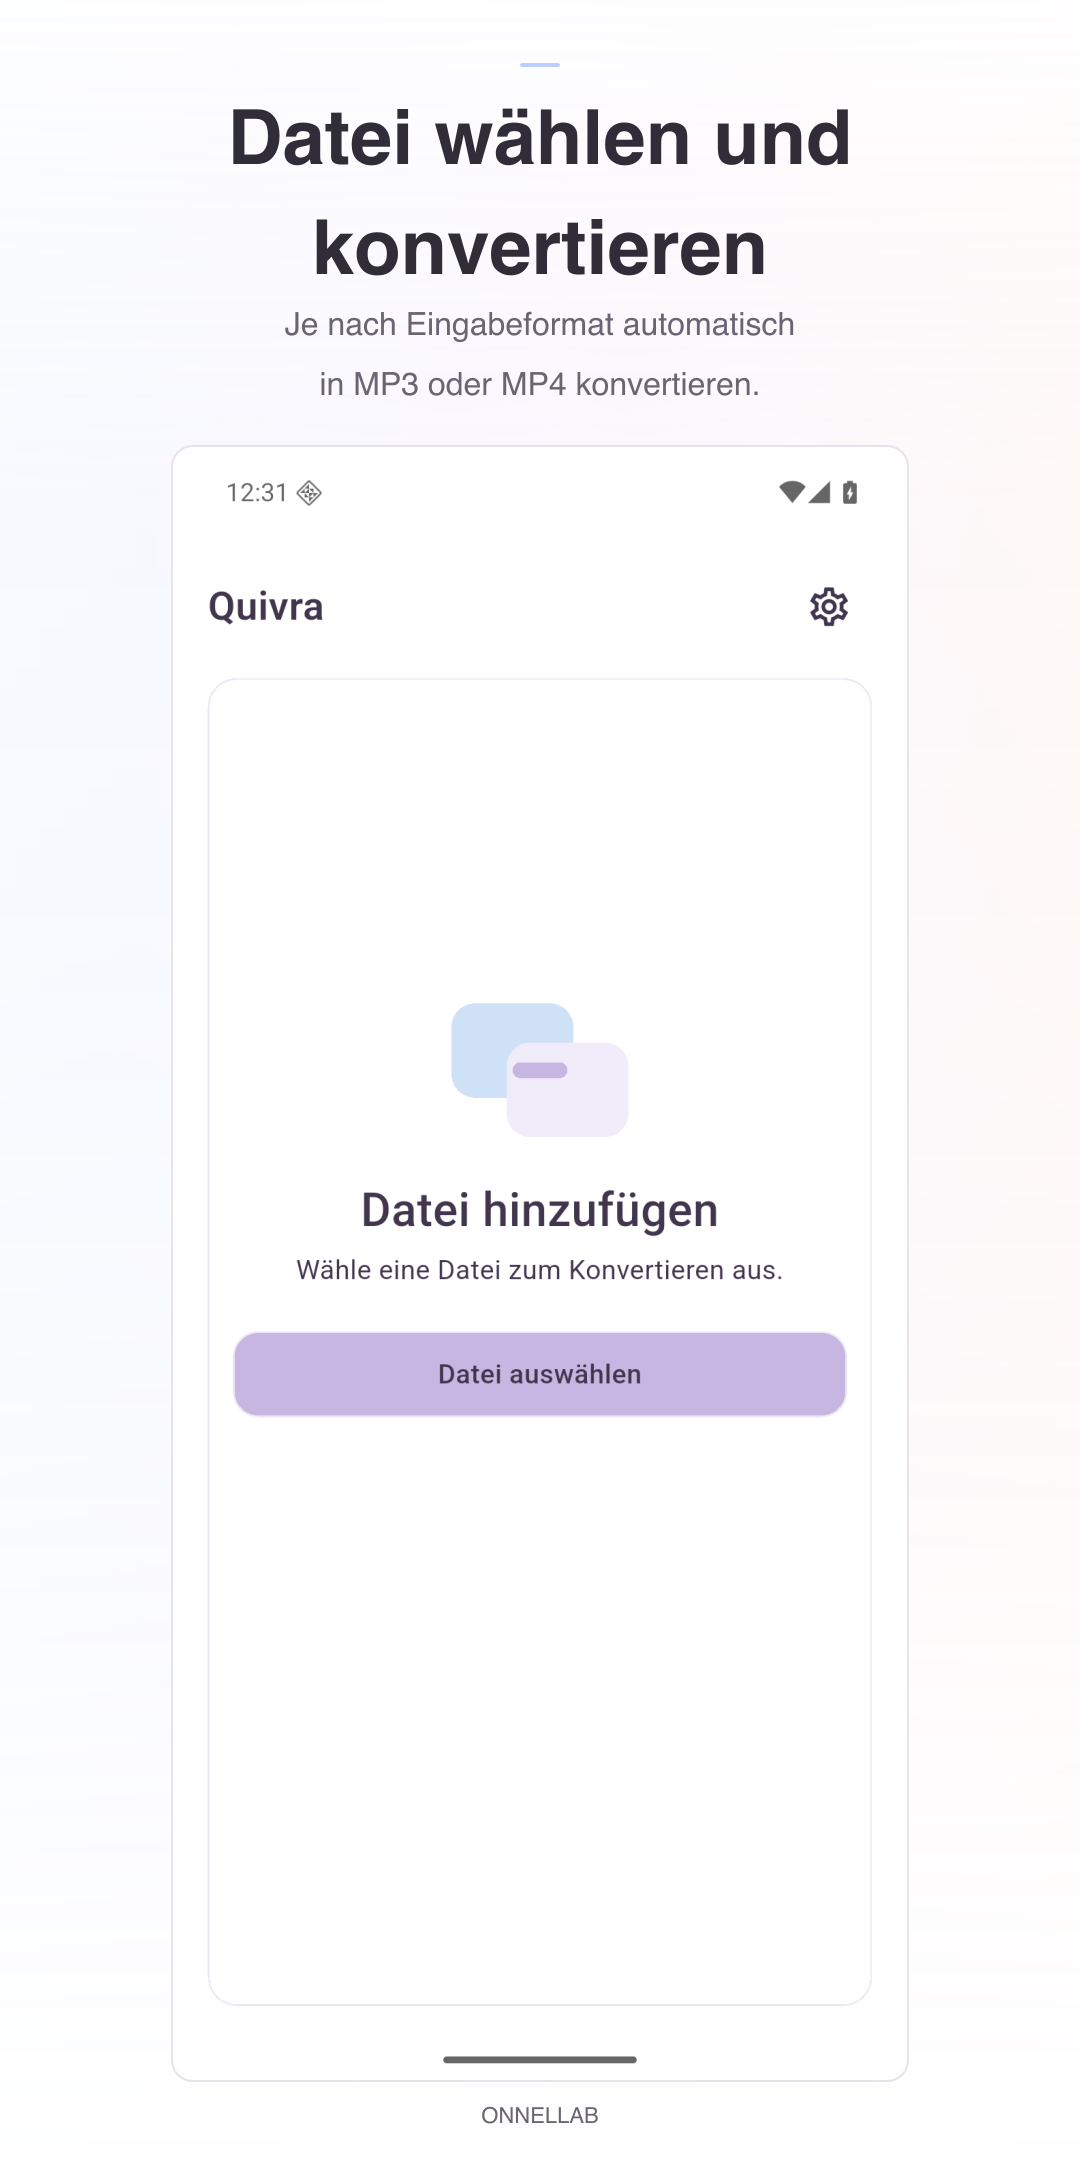 Datei wählen und
konvertieren
Je nach Eingabeformat automatisch
in MP3 oder MP4 konvertieren.
12:31
Quivra
Datei hinzufügen
Wähle eine Datei zum Konvertieren aus.
Datei auswählen
ONNELLAB